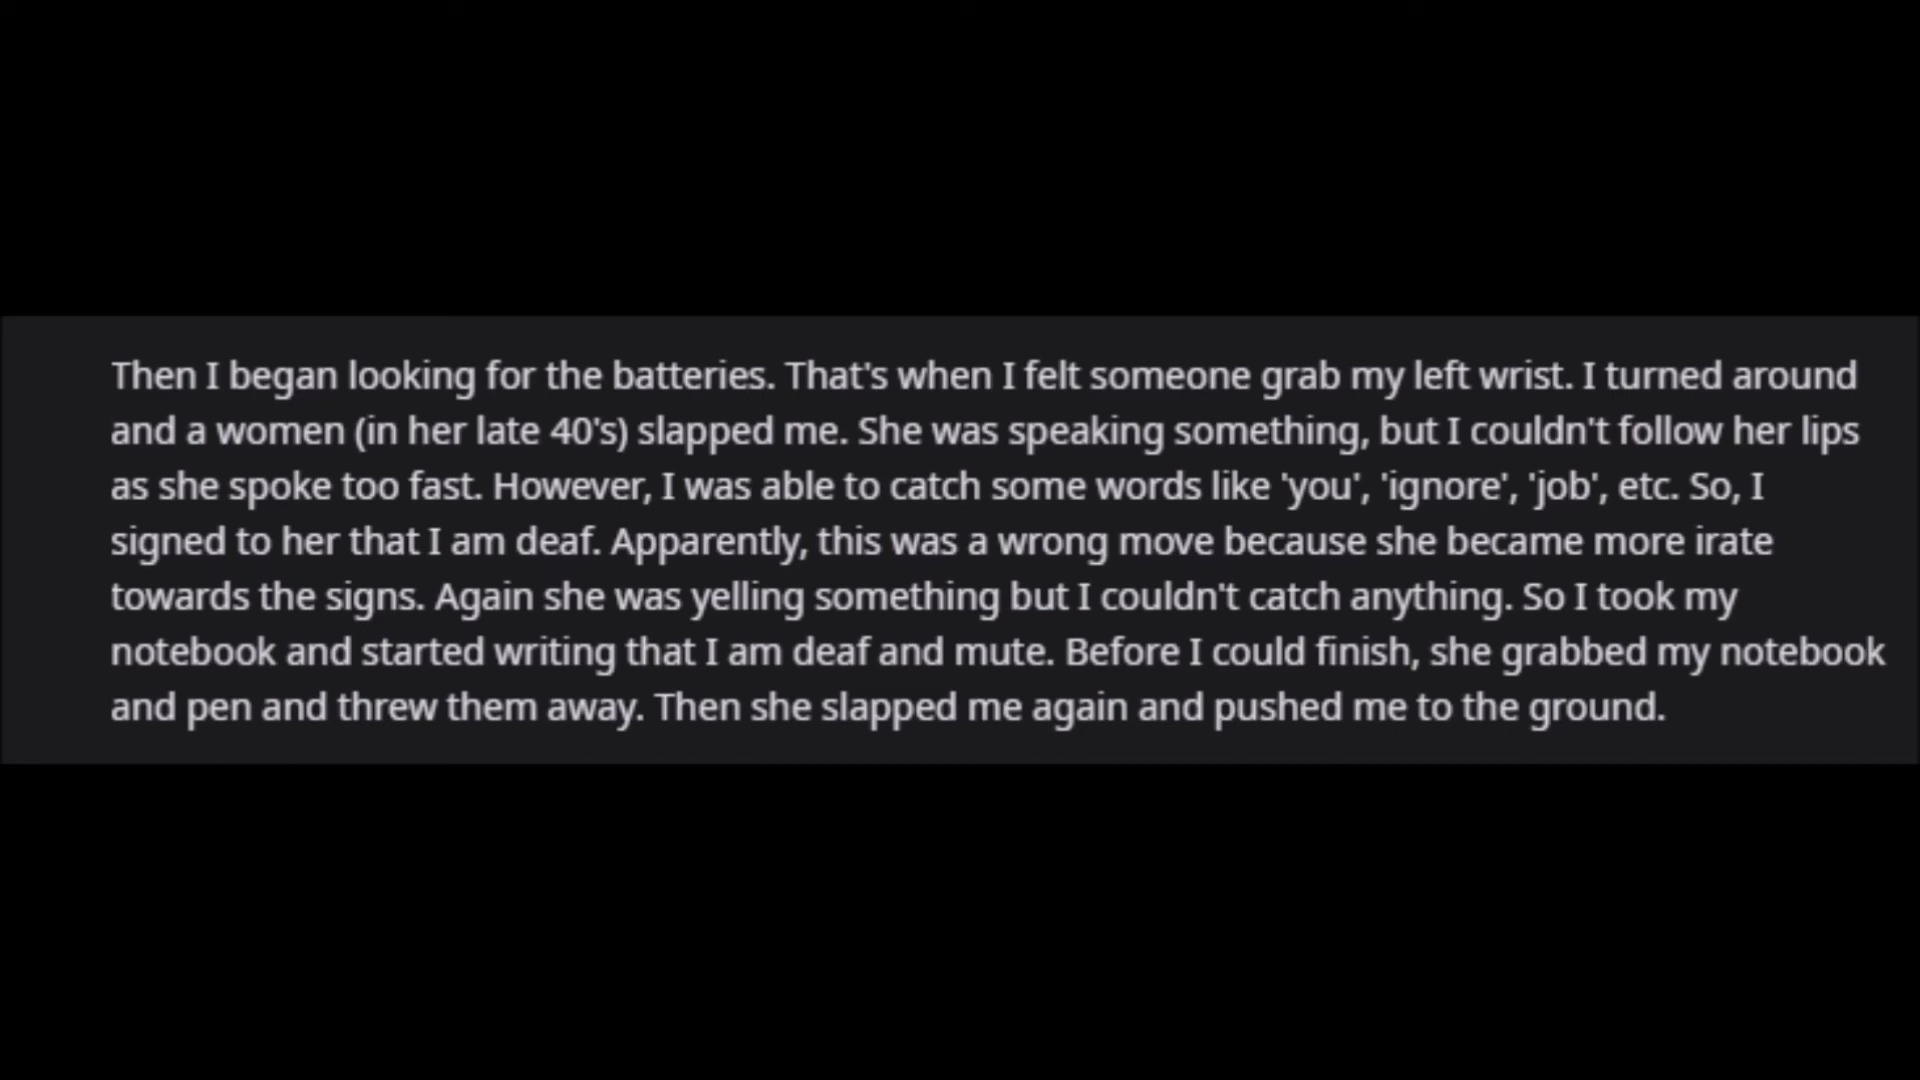 Then I began looking for the batteries. That's when I felt someone grab my left wrist. I turned around
and a women (in her late 40's) slapped me. She was speaking something, but I couldn't follow her lips
as she spoke too fast. However, I was able to catch some words like 'you', 'ignore', 'job', etc. So, I
signed to her that I am deaf. Apparently, this was a wrong move because she became more irate
towards the signs. Again she was yelling something but I couldn't catch anything. So I took my
notebook and started writing that I am deaf and mute. Before I could finish, she grabbed my notebook
and pen and threw them away. Then she slapped me again and pushed me to the ground.